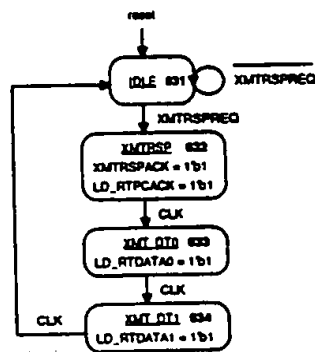 reset
IDLE 631
XMTRSPREQ
XMTRSPREQ
XMTRSP 632
XMTRSPACK = 1'b1
LD_RTPCACK = 1'b1
CLK
XMT_DT0 633
LD_RTDATA0 = 1'b1
CLK
CLK
XMT_DT1 634
LD_RTDATA1 = 1'b1